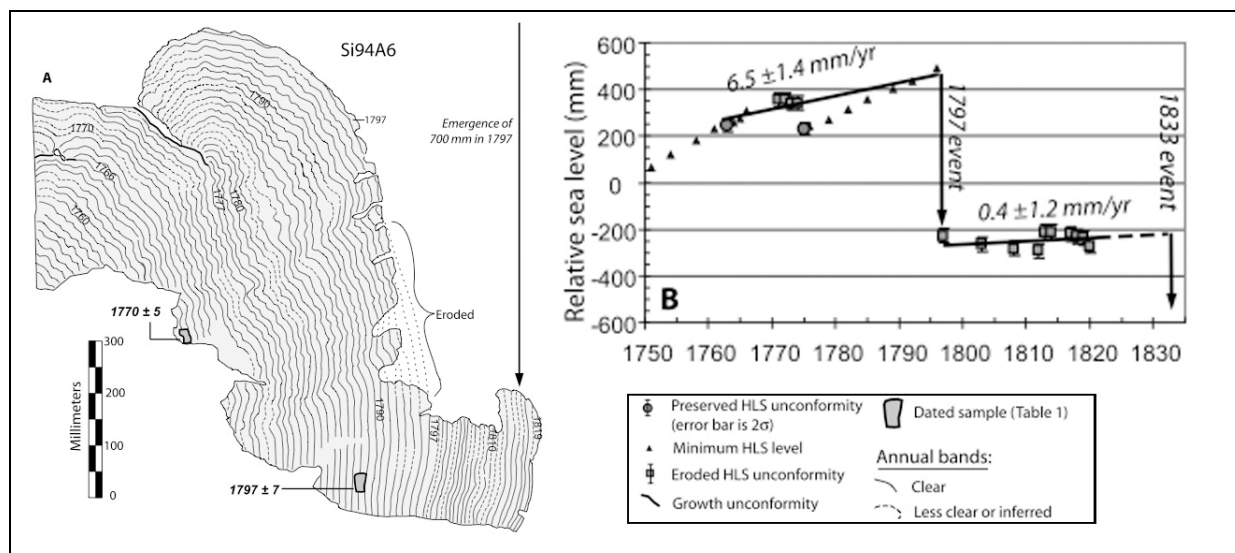 Si94A6
A
Emergence of
700 mm in 1797
1790
1797
1770
1766
1760
1777
1780
1770 ± 5
Eroded
300
200
100
0
Millimeters
1790
1797
1810
1819
1797 ± 7
Relative sea level (mm)
600
400
200
0
-200
-400
-600
6.5 ±1.4 mm/yr
1797 event
1833 event
0.4 ±1.2 mm/yr
B
1750 1760 1770 1780 1790 1800 1810 1820 1830
Preserved HLS unconformity
(error bar is 2σ)
Minimum HLS level
Eroded HLS unconformity
Growth unconformity
Dated sample (Table 1)
Annual bands:
Clear
Less clear or inferred